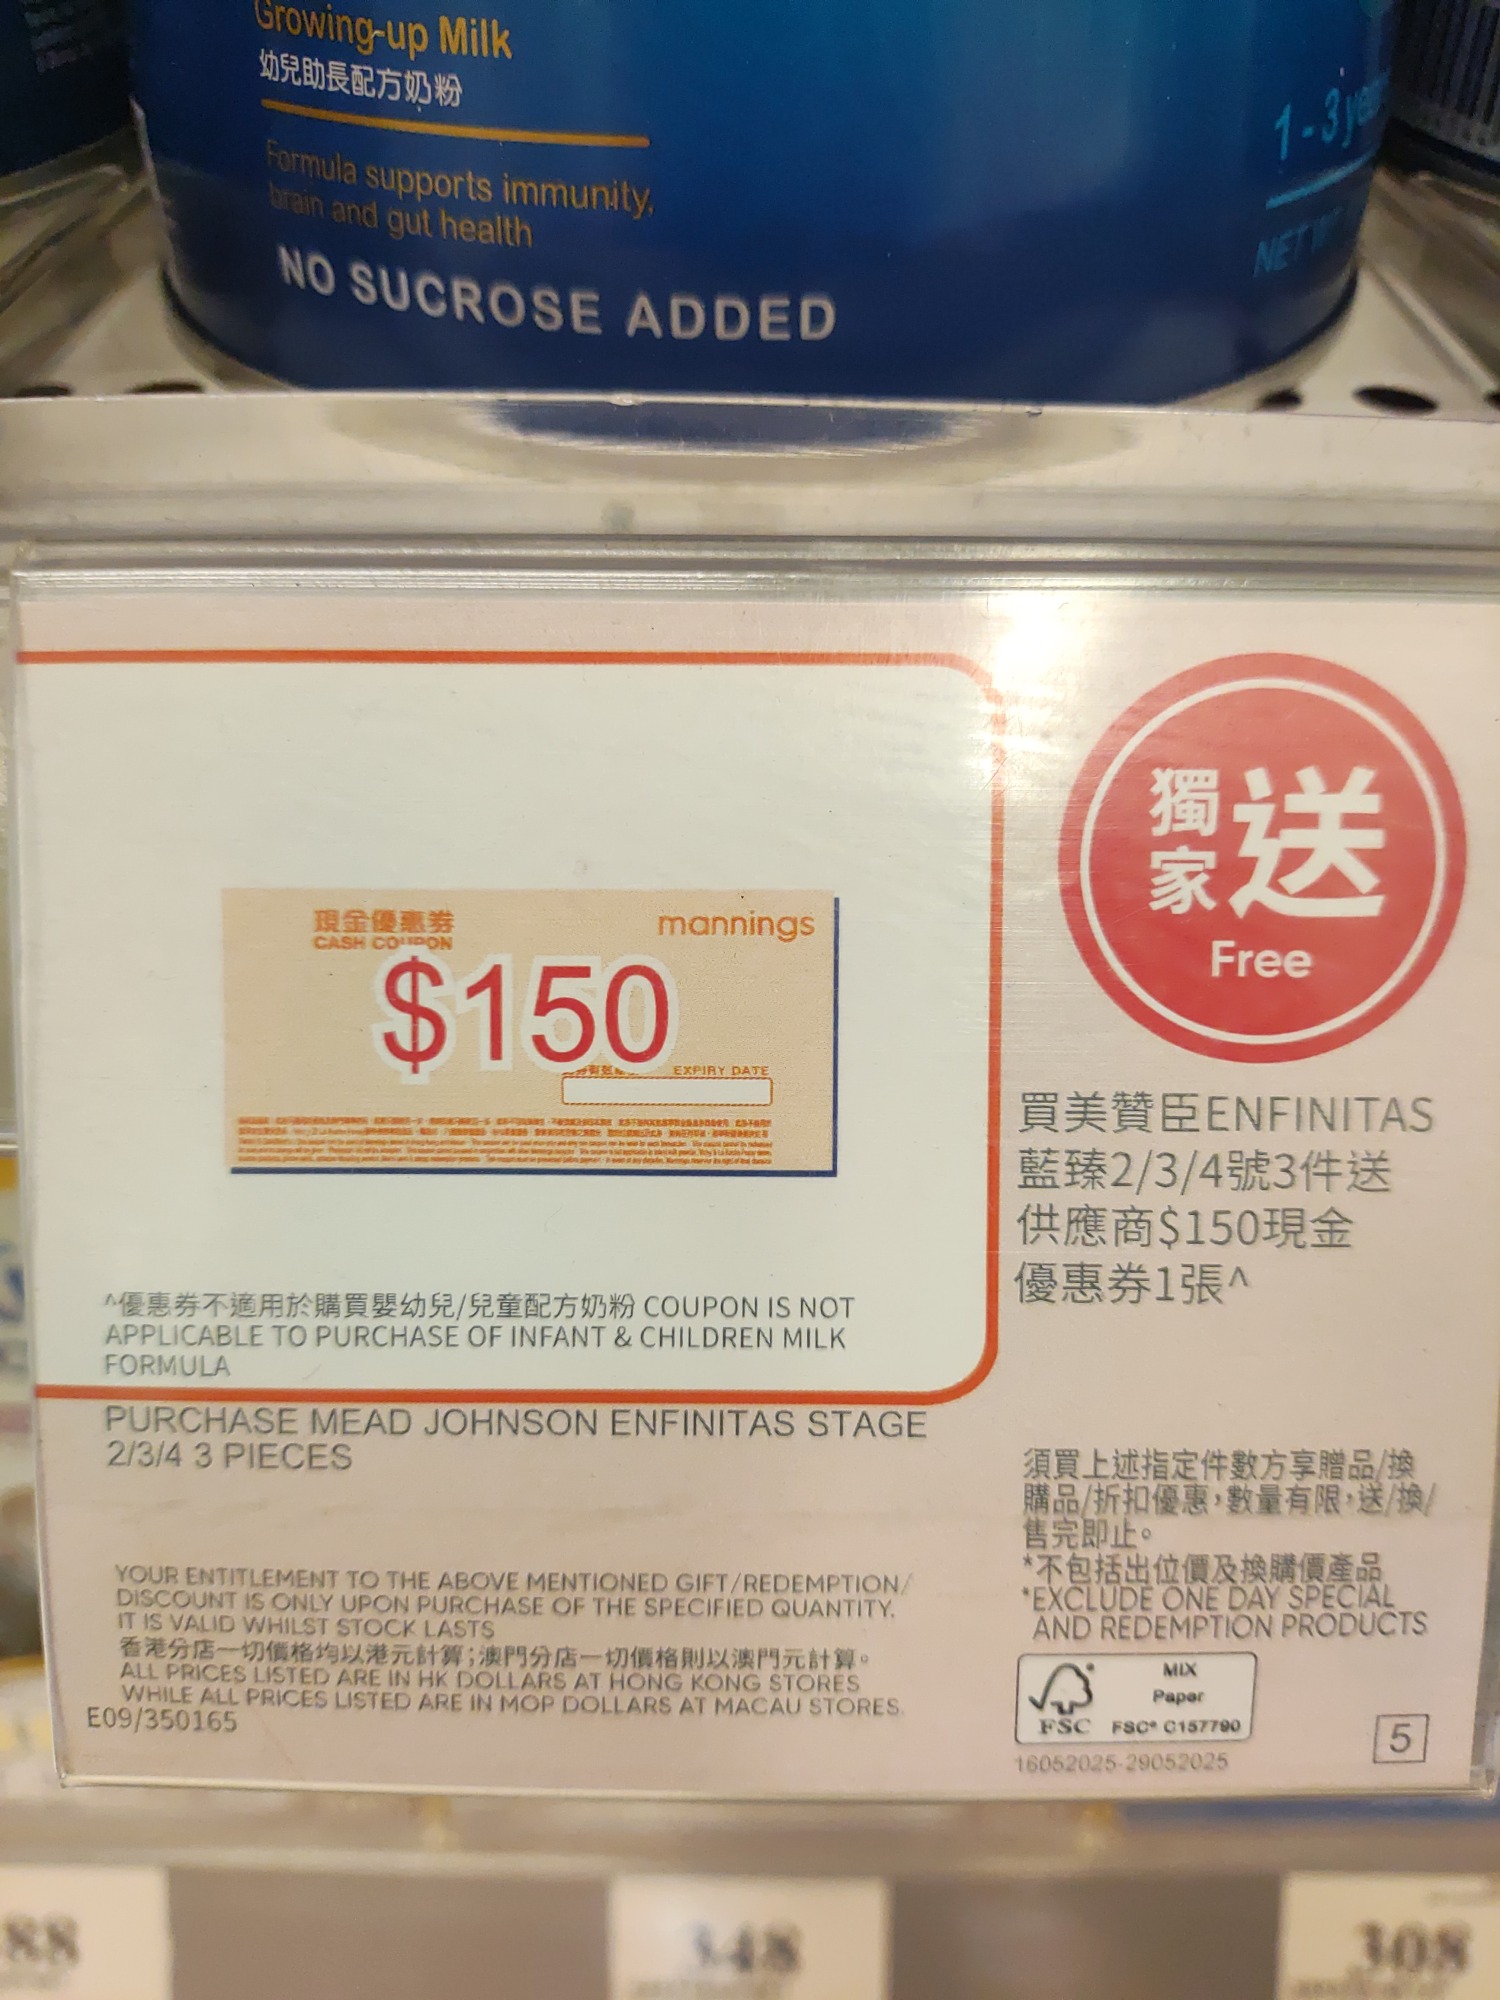 Growing-up Milk
幼兒助長配方奶粉
Formula supports immunity,
brain and gut health
NO SUCROSE ADDED
1-3
NET
獨家送
Free
現金優惠券
CASH COUPON
mannings
$150
EXPIRY DATE
買美贊臣ENFINITAS
藍臻2/3/4號3件送
供應商$150現金
優惠券1張^
^優惠券不適用於購買嬰幼兒/兒童配方奶粉 COUPON IS NOT
APPLICABLE TO PURCHASE OF INFANT & CHILDREN MILK
FORMULA
PURCHASE MEAD JOHNSON ENFINITAS STAGE
2/3/4 3 PIECES
須買上述指定件數方享贈品/換
購品/折扣優惠，數量有限，送/換/
售完即止。
*不包括出位價及換購價產品
*EXCLUDE ONE DAY SPECIAL
AND REDEMPTION PRODUCTS
YOUR ENTITLEMENT TO THE ABOVE MENTIONED GIFT/REDEMPTION/
DISCOUNT IS ONLY UPON PURCHASE OF THE SPECIFIED QUANTITY.
IT IS VALID WHILST STOCK LASTS
香港分店一切價格均以港元計算；澳門分店一切價格則以澳門元計算。
ALL PRICES LISTED ARE IN HK DOLLARS AT HONG KONG STORES
WHILE ALL PRICES LISTED ARE IN MOP DOLLARS AT MACAU STORES.
E09/350165
FSC
MIX
Paper
FSC® C157790
16052025-29052025
5
88
348
308